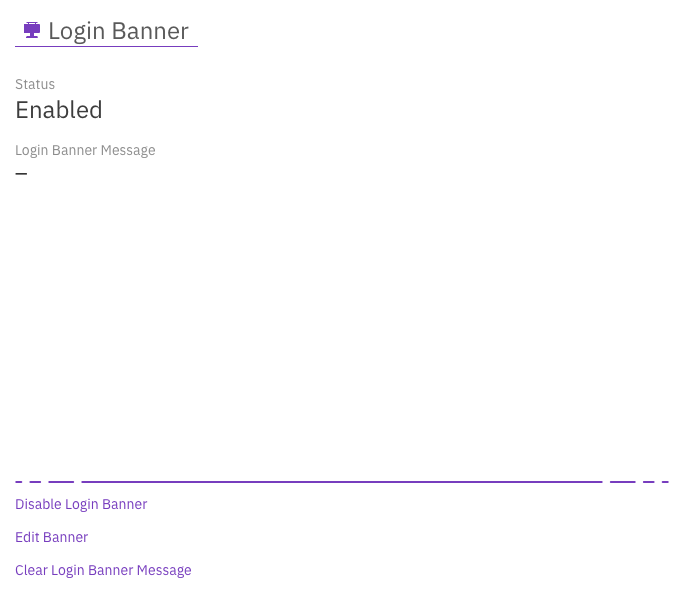 Login Banner
Status
Enabled
Login Banner Message
–
Disable Login Banner
Edit Banner
Clear Login Banner Message